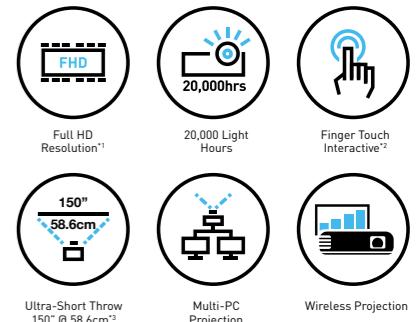 FHD
Full HD
Resolution*1
20,000hrs
20,000 Light
Hours
Finger Touch
Interactive*2
150”
58.6cm
Ultra-Short Throw
150” @ 58.6cm*3
Multi-PC
Projection
Wireless Projection